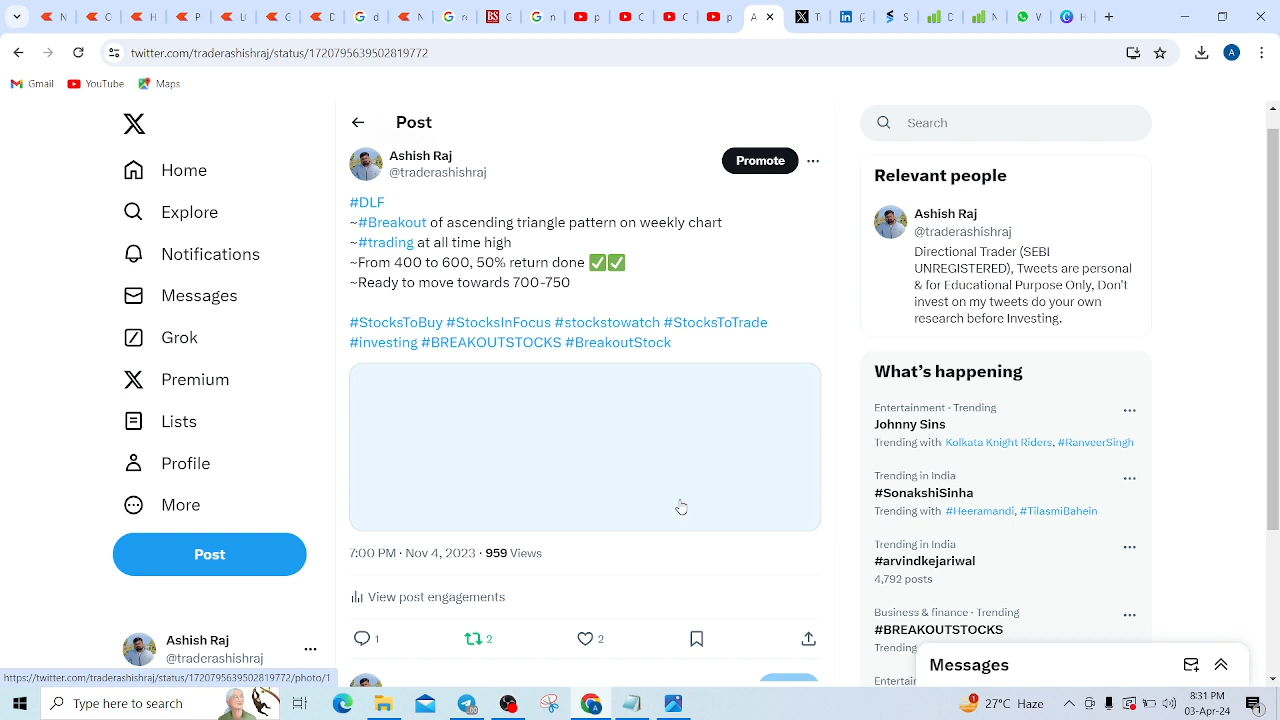 twitter.com/traderashishraj/status/1720795639502819772
A
Gmail
YouTube
Maps
Home
Explore
Notifications
Messages
Grok
Premium
Lists
Profile
More
Post
Ashish Raj
@traderashishraj
Post
Ashish Raj
@traderashishraj
Promote
#DLF
~#Breakout of ascending triangle pattern on weekly chart
~#trading at all time high
~From 400 to 600, 50% return done ✅✅
~Ready to move towards 700-750
#StocksToBuy #StocksInFocus #stockstowatch #StocksToTrade
#investing #BREAKOUTSTOCKS #BreakoutStock
7:00 PM · Nov 4, 2023 · 959 Views
View post engagements
1
2
2
Search
Relevant people
Ashish Raj
@traderashishraj
Directional Trader (SEBI
UNREGISTERED), Tweets are personal
& for Educational Purpose Only, Don't
invest on my tweets do your own
research before Investing.
What's happening
Entertainment · Trending
Johnny Sins
Trending with Kolkata Knight Riders, #RanveerSingh
Trending in India
#SonakshiSinha
Trending with #Heeramandi, #TilasmiBahein
Trending in India
#arvindkejariwal
4,792 posts
Business & finance · Trending
#BREAKOUTSTOCKS
Trending
Entertain
Messages
https://twitter.com/traderashishraj/status/1720795639502819772/photo/1
Type here to search
27°C Haze
8:31 PM
03-Apr-24